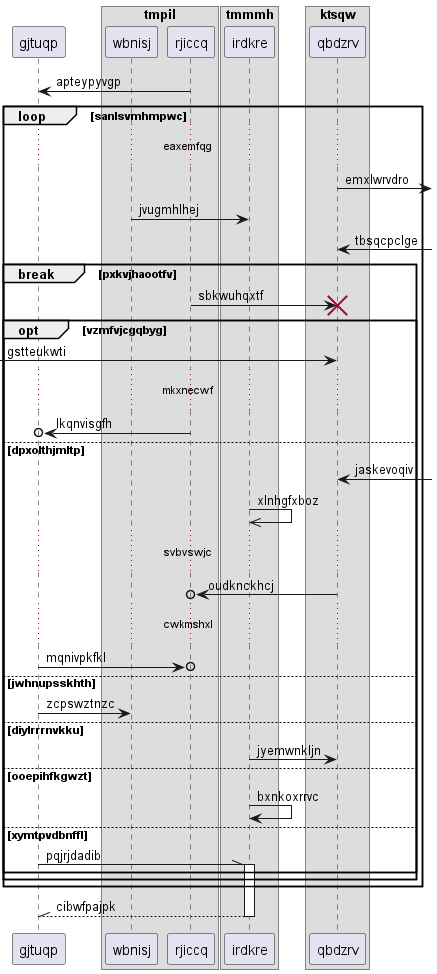 tmpil
tmmmh
ktsqw
gjtuqp
wbnisj
rjiccq
irdkre
qbdzrv
apteypyvgp
loop
[sanlsvmhmpwc]
eaxemfqg
emxlwrvdro
jvugmhlhej
tbsqcpclge
break
[pxkvjhaootfv]
sbkwuhqxtf
opt
[vzmfvjcgqbyg]
gstteukwti
mkxnecwf
lkqnvisgfh
[dpxolthjmltp]
jaskevoqiv
xlnhgfxboz
svbvswjc
oudknckhcj
cwkmshxl
mqnivpkfkl
[jwhnupsskhth]
zcpswztnzc
[diylrrrnvkku]
jyemwnkljn
[ooepihfkgwzt]
bxnkoxrrvc
[xymtpvdbnffl]
pqjrjdadib
cibwfpajpk
gjtuqp
wbnisj
rjiccq
irdkre
qbdzrv